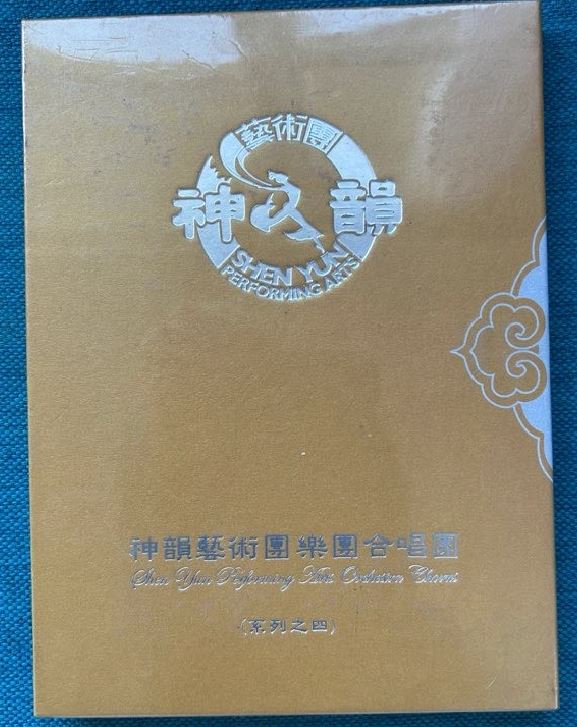 藝術團
神韻
SHEN YUN
PERFORMING ARTS
神韻藝術團樂團合唱團
Shen Yun Performing Arts Orchestra Chorus
(系列之四)